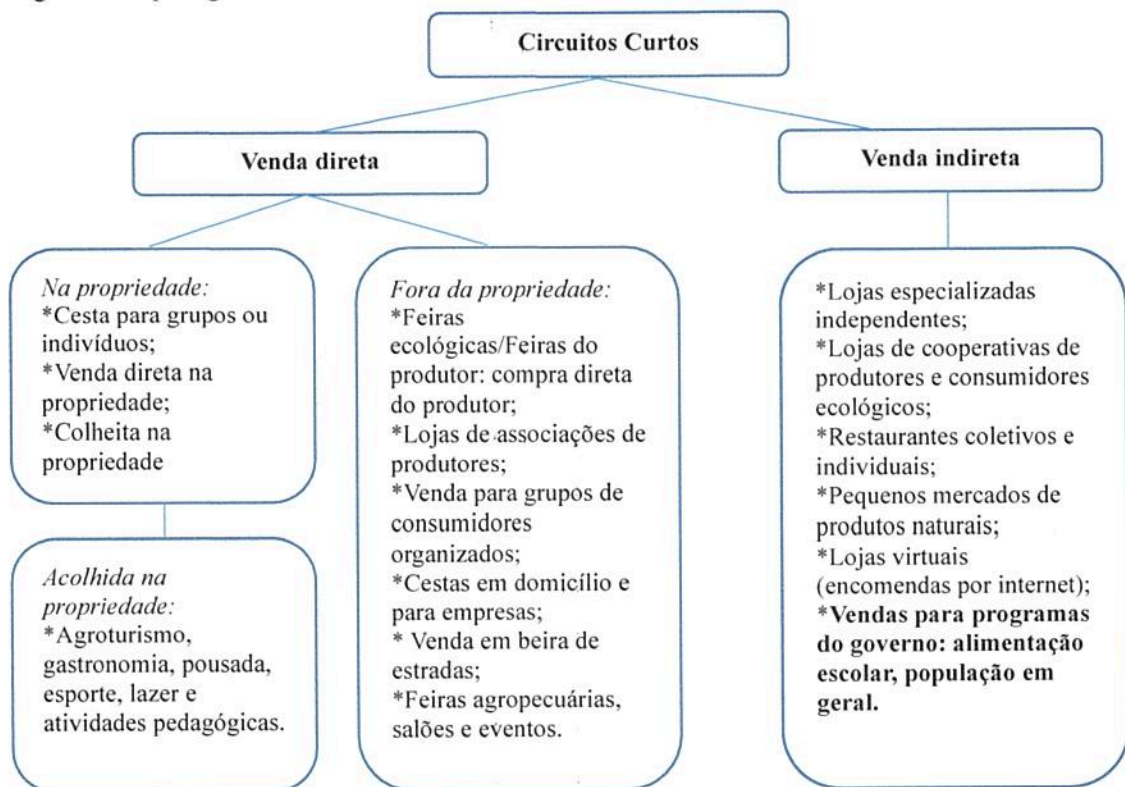 Circuitos Curtos
Venda direta
Venda indireta
Na propriedade:
*Cesta para grupos ou
indivíduos;
*Venda direta na
propriedade;
*Colheita na
propriedade
Acolhida na
propriedade:
*Agroturismo,
gastronomia, pousada,
esporte, lazer e
atividades pedagógicas.
Fora da propriedade:
*Feiras
ecológicas/Feiras do
produtor: compra direta
do produtor;
*Lojas de associações de
produtores;
*Venda para grupos de
consumidores
organizados;
*Cestas em domicílio e
para empresas;
* Venda em beira de
estradas;
*Feiras agropecuárias,
salões e eventos.
*Lojas especializadas
independentes;
*Lojas de cooperativas de
produtores e consumidores
ecológicos;
*Restaurantes coletivos e
individuais;
*Pequenos mercados de
produtos naturais;
*Lojas virtuais
(encomendas por internet);
*Vendas para programas
do governo: alimentação
escolar, população em
geral.